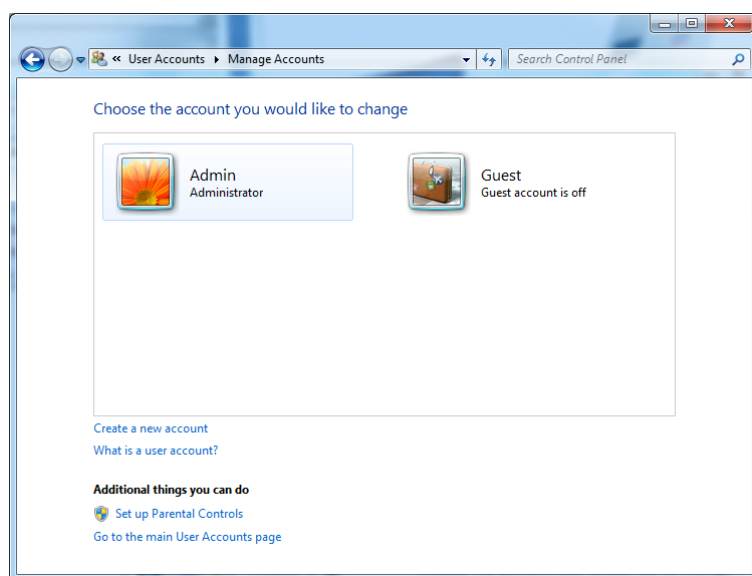 « User Accounts ▸ Manage Accounts
Search Control Panel
Choose the account you would like to change
Admin
Administrator
Guest
Guest account is off
Create a new account
What is a user account?
Additional things you can do
Set up Parental Controls
Go to the main User Accounts page